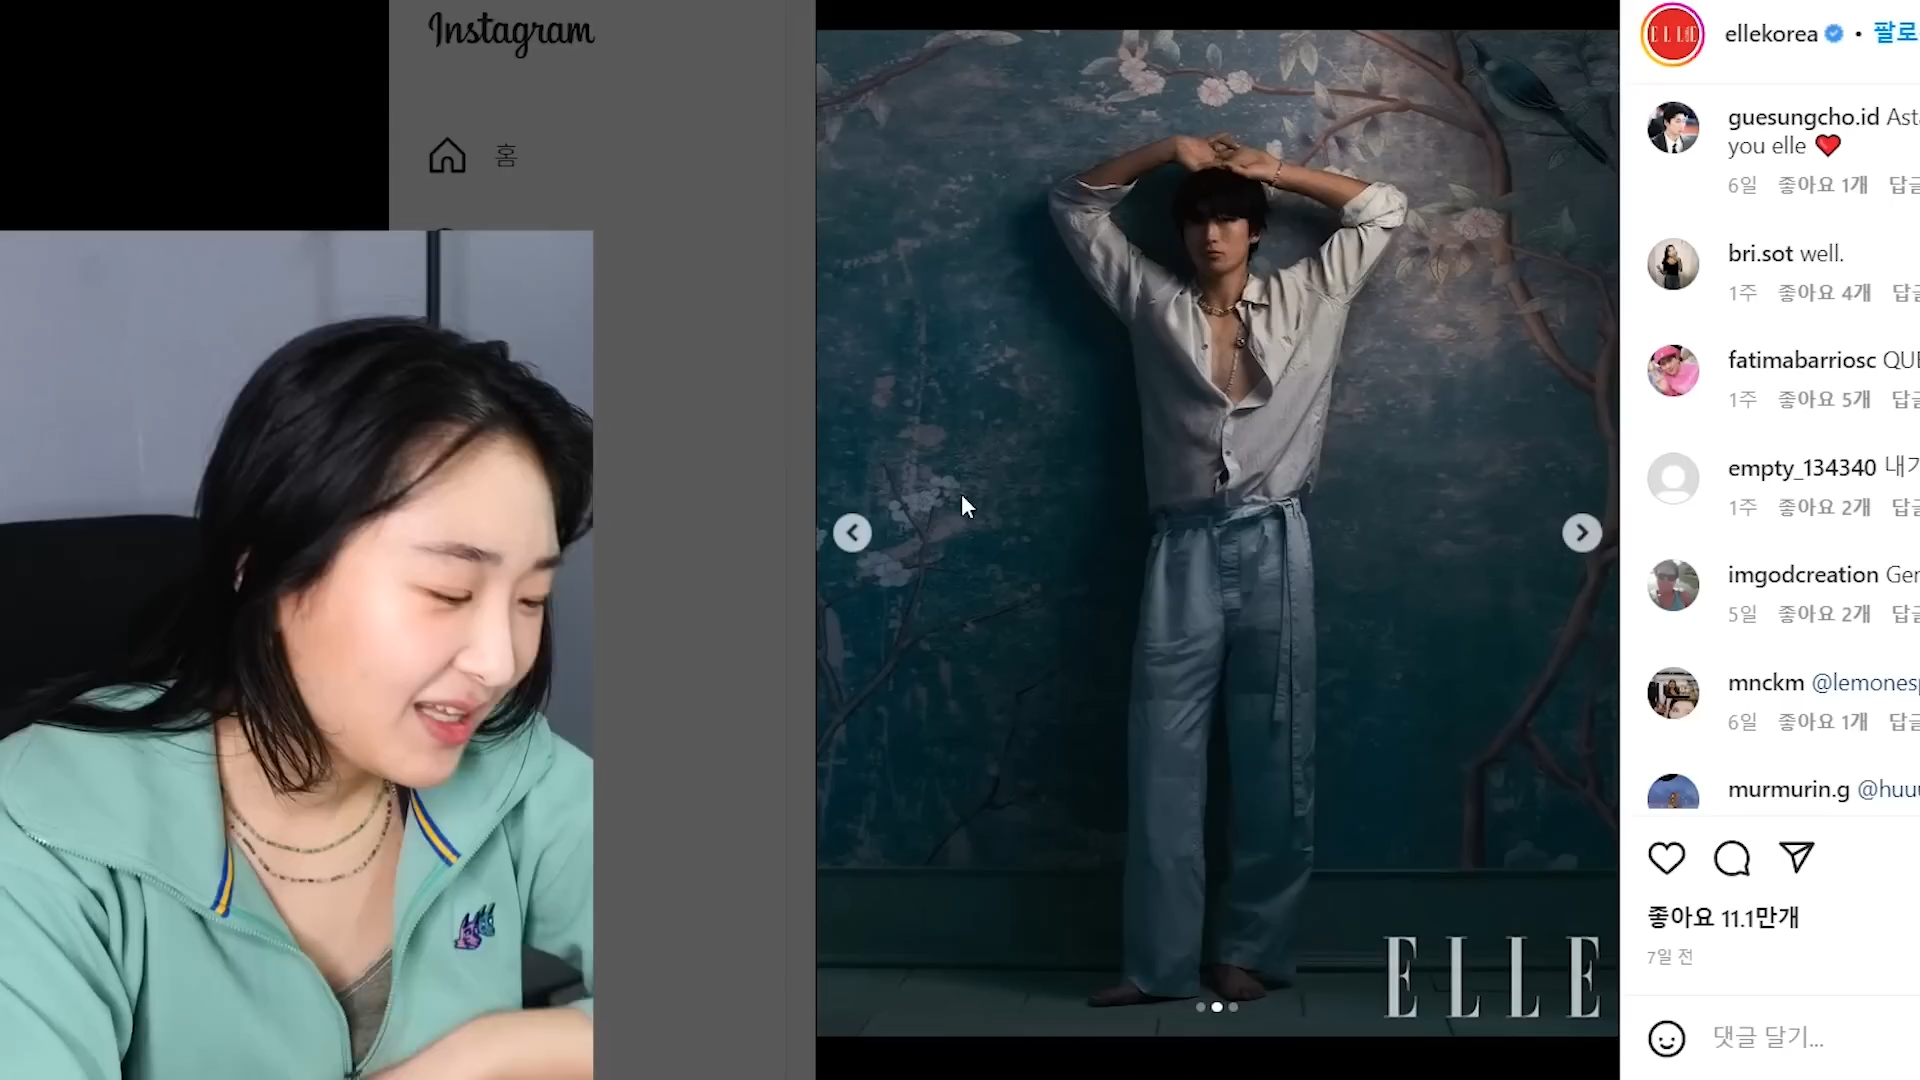 Instagram
홈
ELLE
ELLE
ellekorea • 팔로
guesungcho.id Ast
you elle
6일 좋아요 1개 답글
bri.sot well.
1주 좋아요 4개 답글
fatimabarriosc QUE
1주 좋아요 5개 답글
empty_134340 내가
1주 좋아요 2개 답글
imgodcreation Ger
5일 좋아요 2개 답글
mnckm @lemones
6일 좋아요 1개 답글
murmurin.g @huu
좋아요 11.1만개
7일 전
댓글 달기...